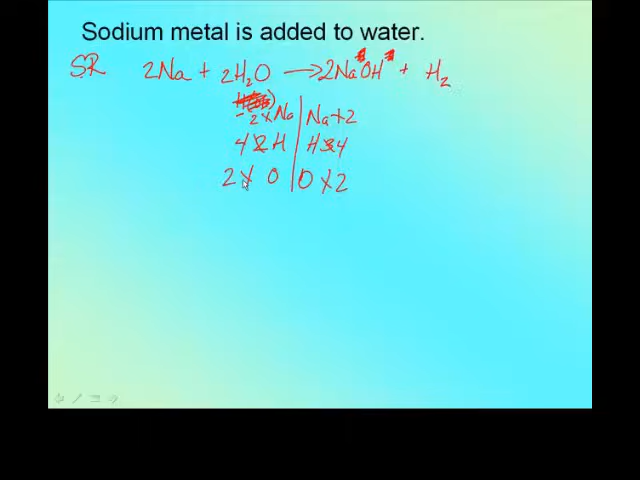 Sodium metal is added to water.
SR 2Na + 2H₂O → 2NaOH + H₂
- 2 x Na | Na x 2
4 H | H 4
2 x O | O x 2